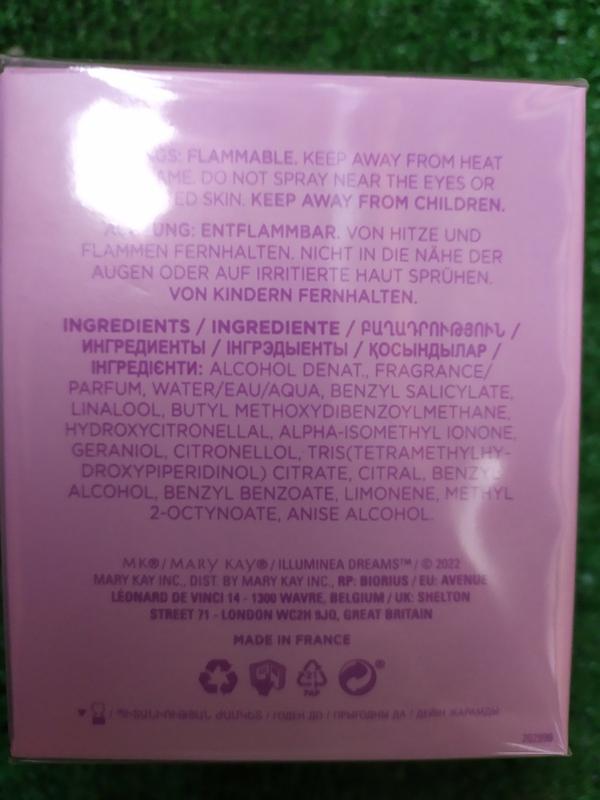 FLAMMABLE. KEEP AWAY FROM HEAT
DO NOT SPRAY NEAR THE EYES OR
SKIN. KEEP AWAY FROM CHILDREN.
ENTFLAMMBAR. VON HITZE UND
FLAMMEN FERNHALTEN. NICHT IN DIE NÄHE DER
AUGEN ODER AUF IRRITIERTE HAUT SPRÜHEN.
VON KINDERN FERNHALTEN.
INGREDIENTS / INGREDIENTE / ԲԱՂԱԴՐՈՒԹՅՈՒՆ /
ИНГРЕДИЕНТЫ / ІНГРЭДЫЕНТЫ / ҚОСЫНДЫЛАР /
ІНГРЕДІЄНТИ: ALCOHOL DENAT., FRAGRANCE/
PARFUM, WATER/EAU/AQUA, BENZYL SALICYLATE,
LINALOOL, BUTYL METHOXYDIBENZOYLMETHANE,
HYDROXYCITRONELLAL, ALPHA-ISOMETHYL IONONE,
GERANIOL, CITRONELLOL, TRIS(TETRAMETHYLHY-
DROXYPIPERIDINOL) CITRATE, CITRAL, BENZYL
ALCOHOL, BENZYL BENZOATE, LIMONENE, METHYL
2-OCTYNOATE, ANISE ALCOHOL.
MK® / MARY KAY® / ILLUMINEA DREAMS™ / © 2022
MARY KAY INC., DIST. BY MARY KAY INC., RP: BIORIUS / EU: AVENUE
LÉONARD DE VINCI 14 - 1300 WAVRE, BELGIUM / UK: SHELTON
STREET 71 - LONDON WC2H 9JQ, GREAT BRITAIN
MADE IN FRANCE
21
PAP
®
/ ՊԻՏԱՆԻՈՒԹՅԱՆ ԺԱՄԿԵՏ / ГОДЕН ДО / ПРЫГОДНЫ ДА / ДЕЙІН ЖАРАМДЫ